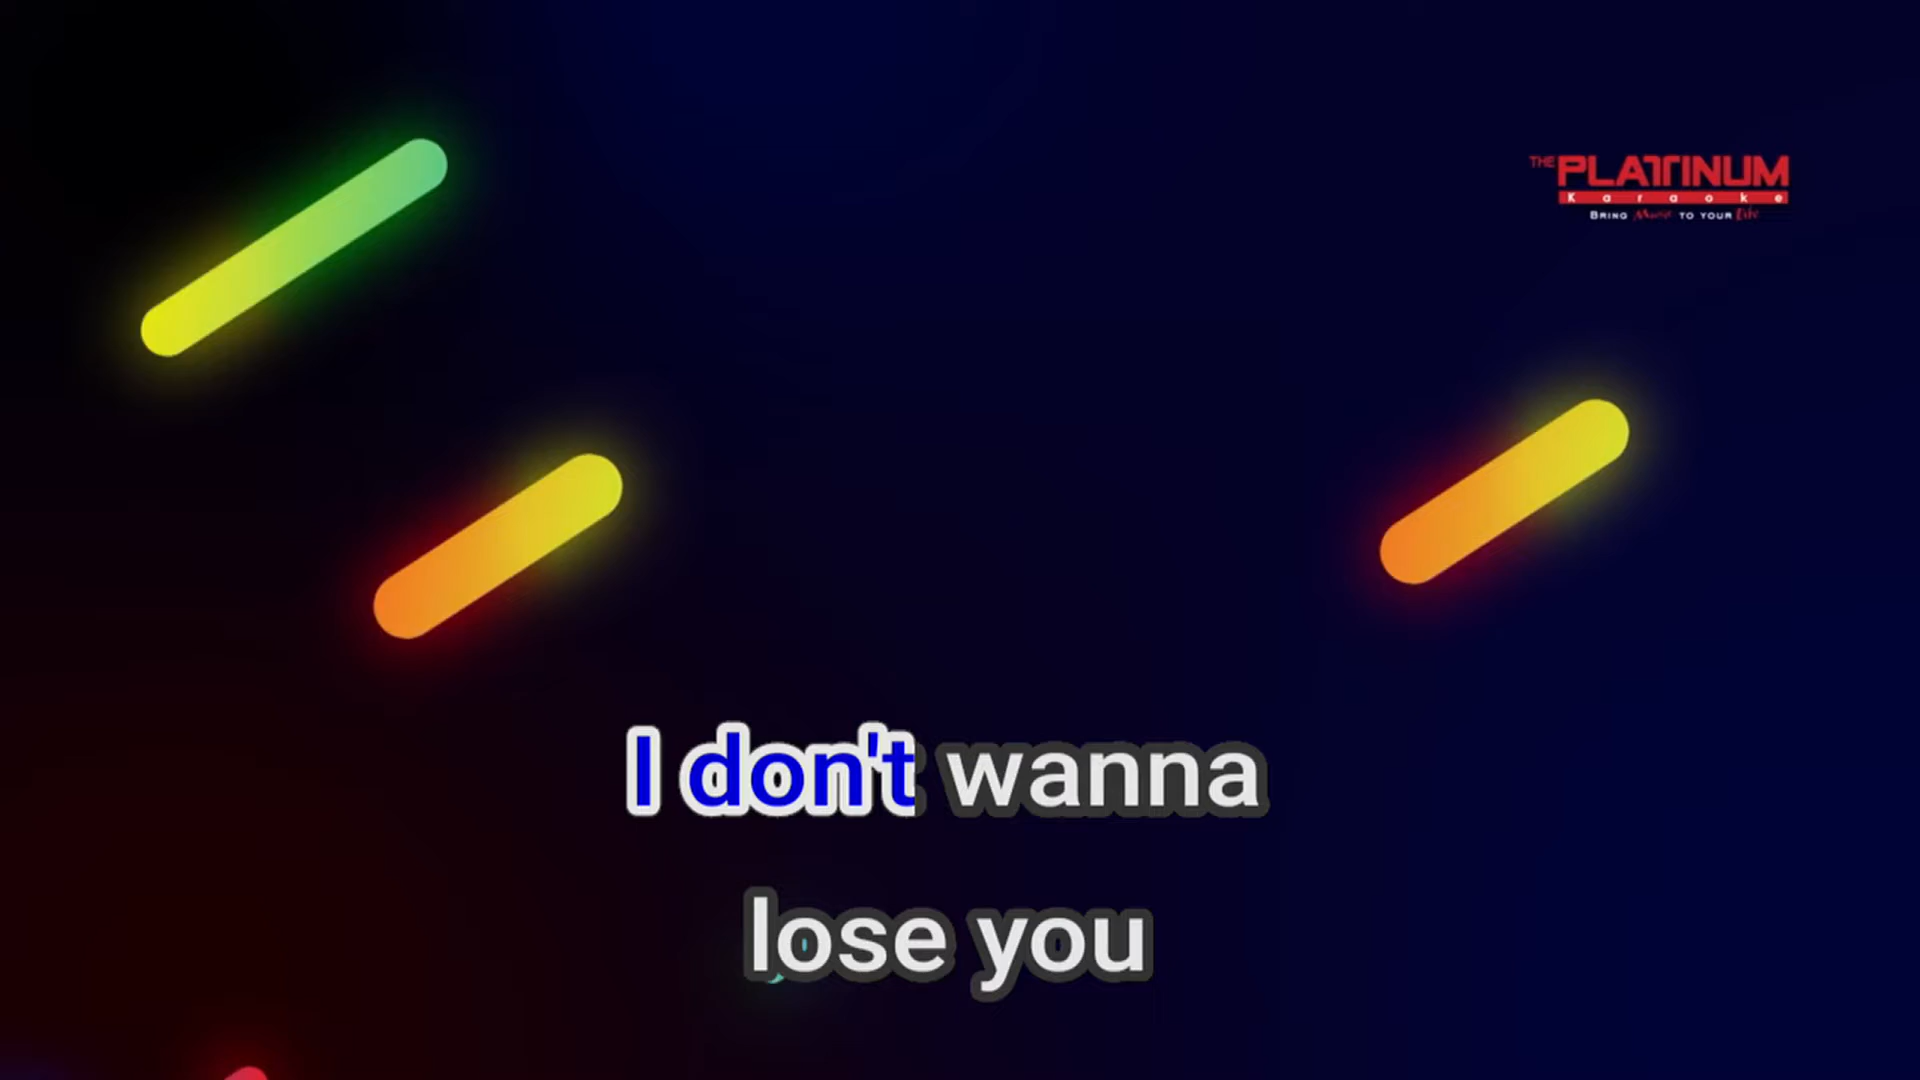 THE PLATINUM
Karaoke
BRING Music TO YOUR Life
I don't wanna
lose you